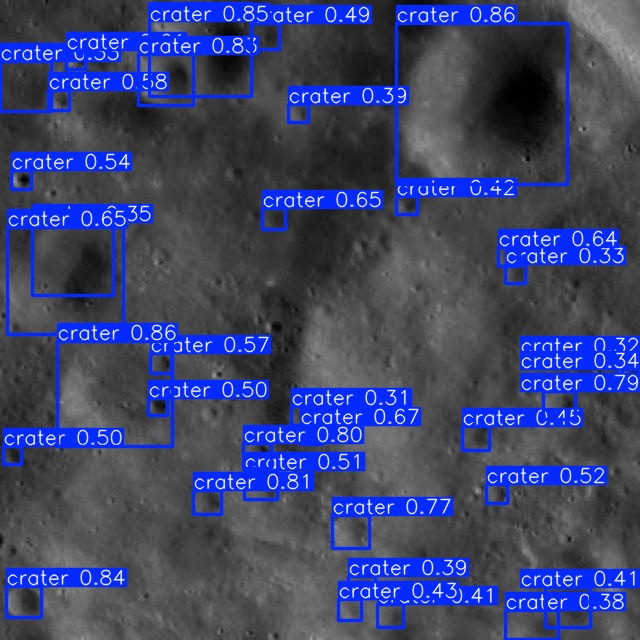 crater 0.85
crater 0.49
crater 0.86
crater 0.83
crater 0.58
crater 0.39
crater 0.54
crater 0.42
crater 0.65
crater 0.65
crater 0.64
crater 0.33
crater 0.86
crater 0.57
crater 0.32
crater 0.34
crater 0.79
crater 0.50
crater 0.31
crater 0.67
crater 0.45
crater 0.50
crater 0.80
crater 0.51
crater 0.81
crater 0.52
crater 0.77
crater 0.39
crater 0.84
crater 0.41
crater 0.43
0.41
crater 0.38